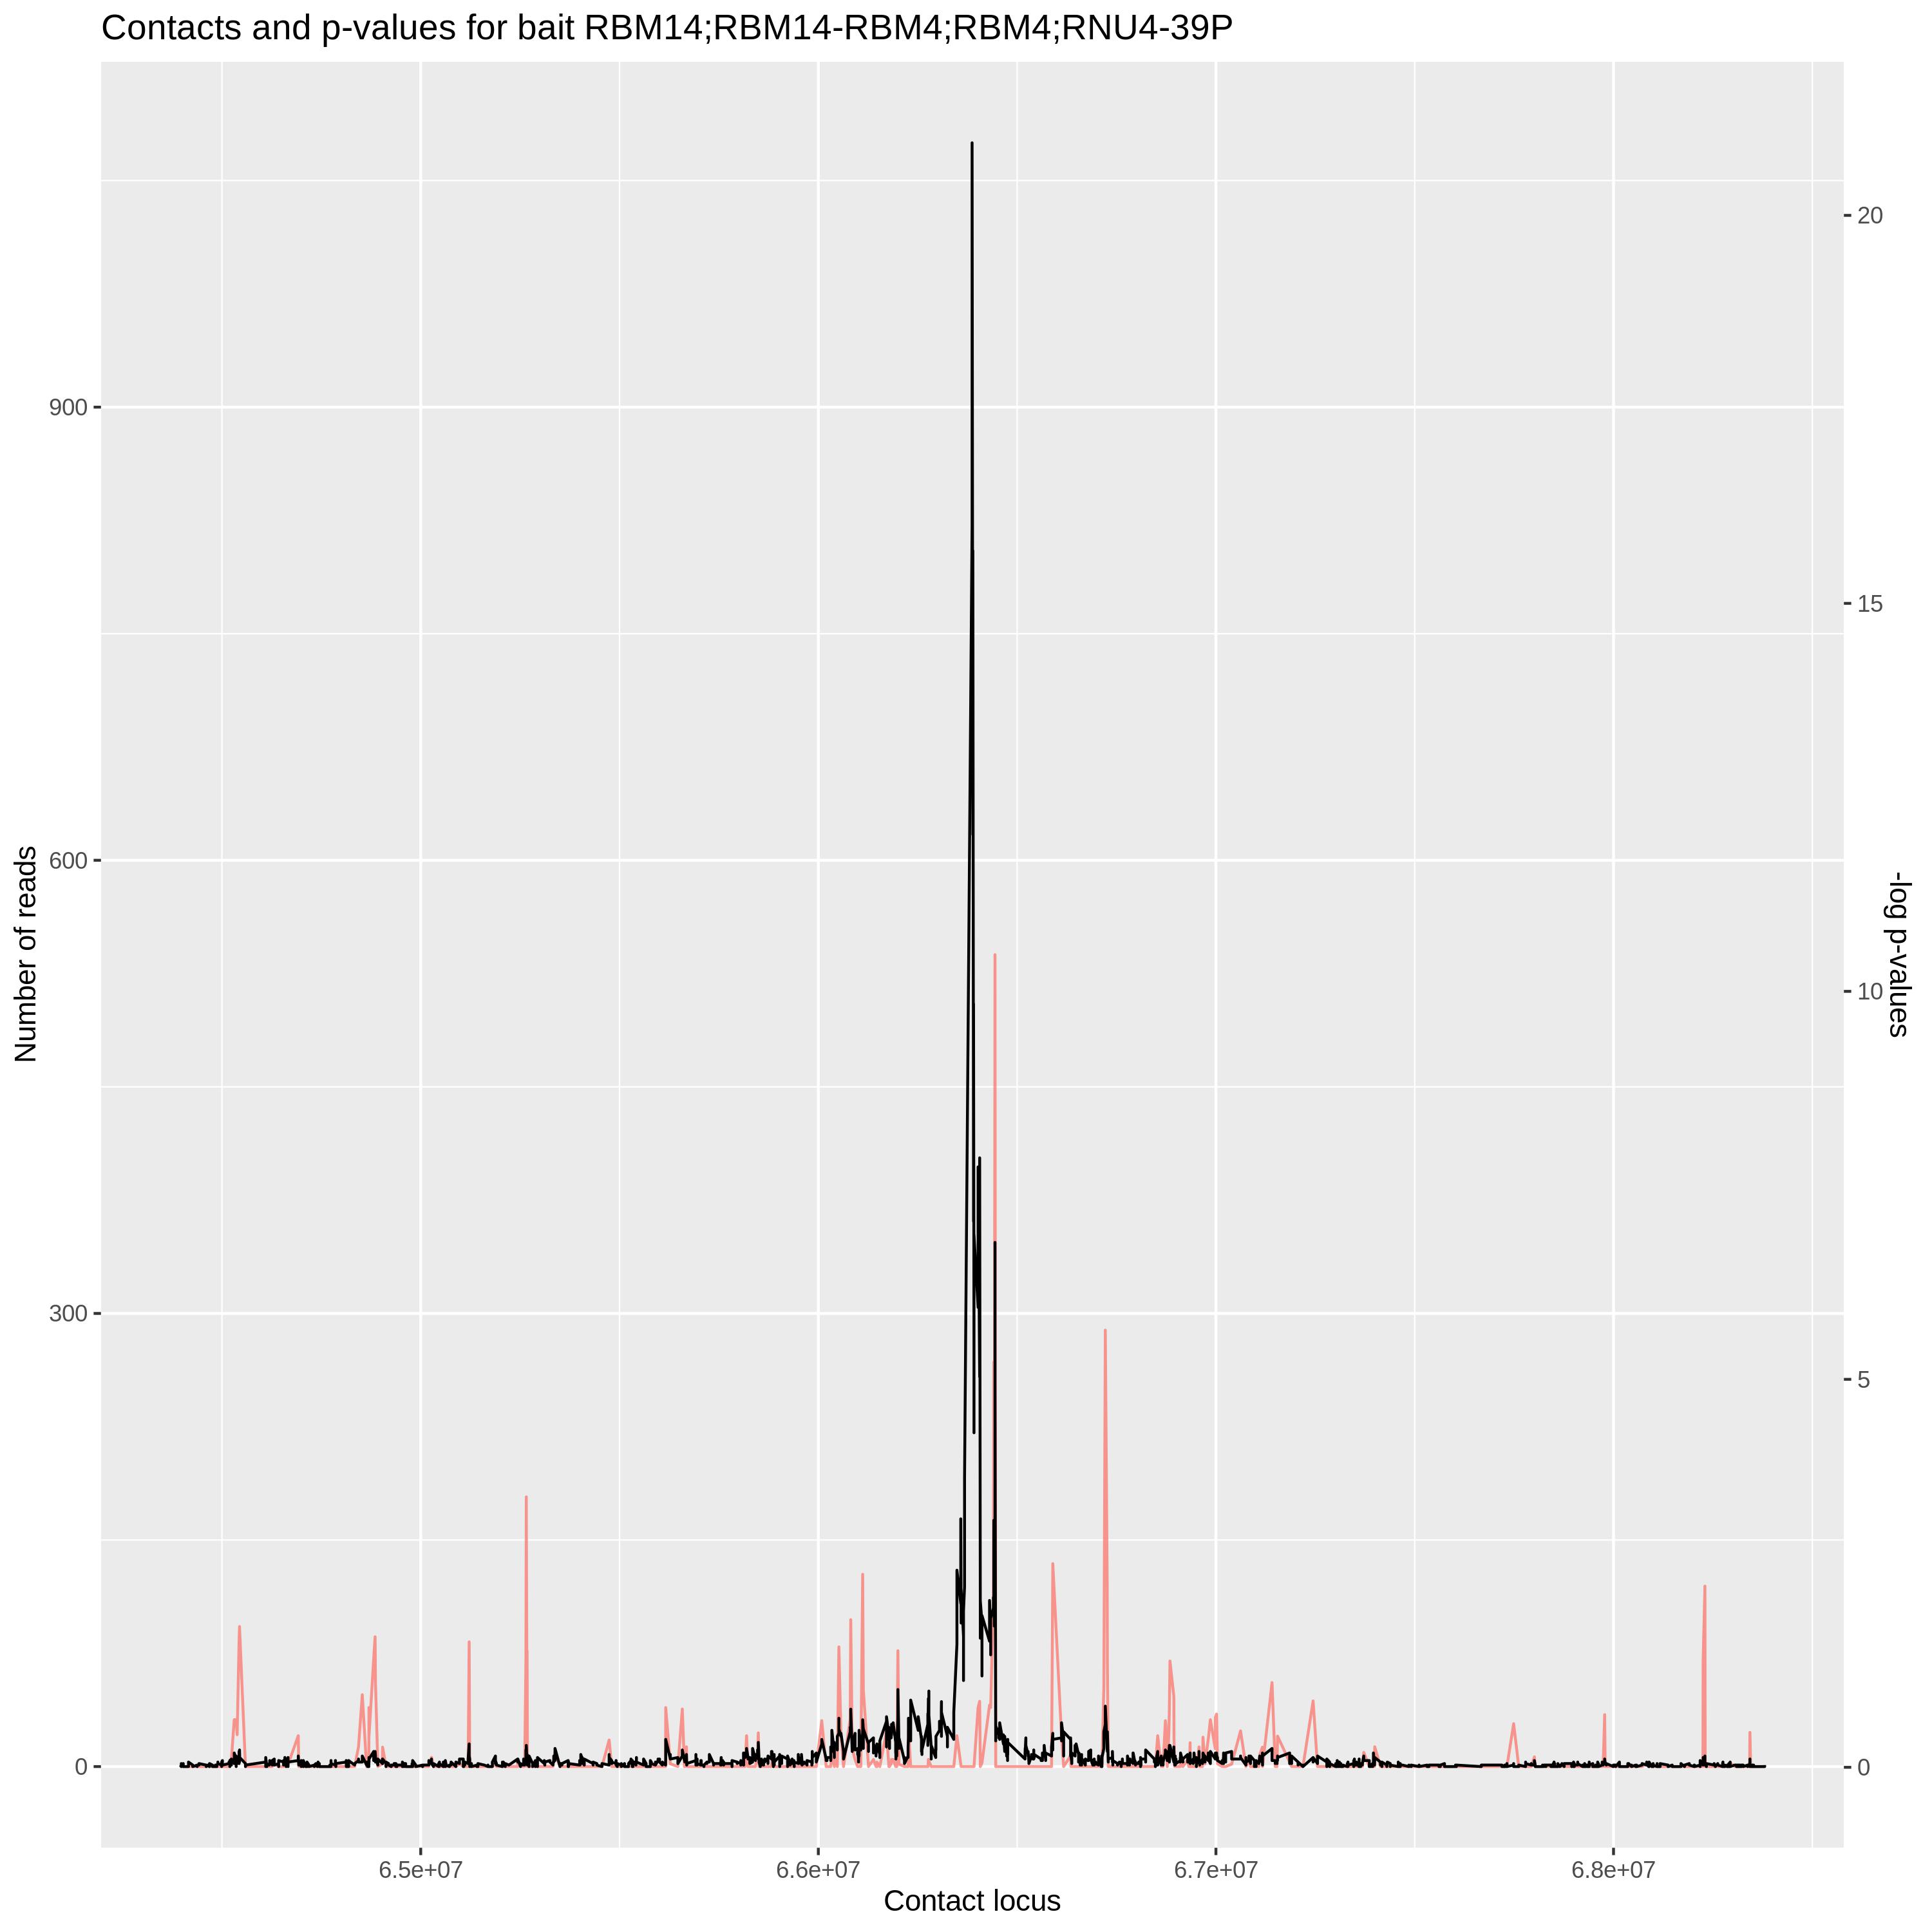 Contacts and p-values for bait RBM14;RBM14-RBM4;RBM4;RNU4-39P
Number of reads
900
600
300
0
20
15
10
5
0
-log p-values
6.5e+07
6.6e+07
6.7e+07
6.8e+07
Contact locus